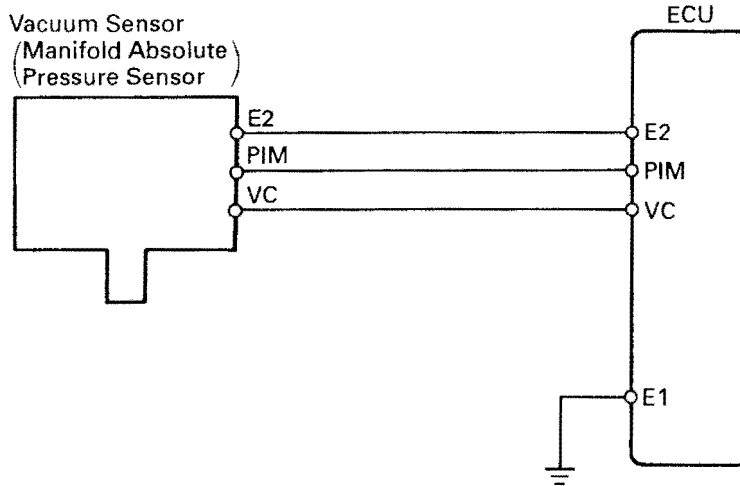 Vacuum Sensor
(Manifold Absolute
Pressure Sensor)
ECU
E2
PIM
VC
E2
PIM
VC
E1